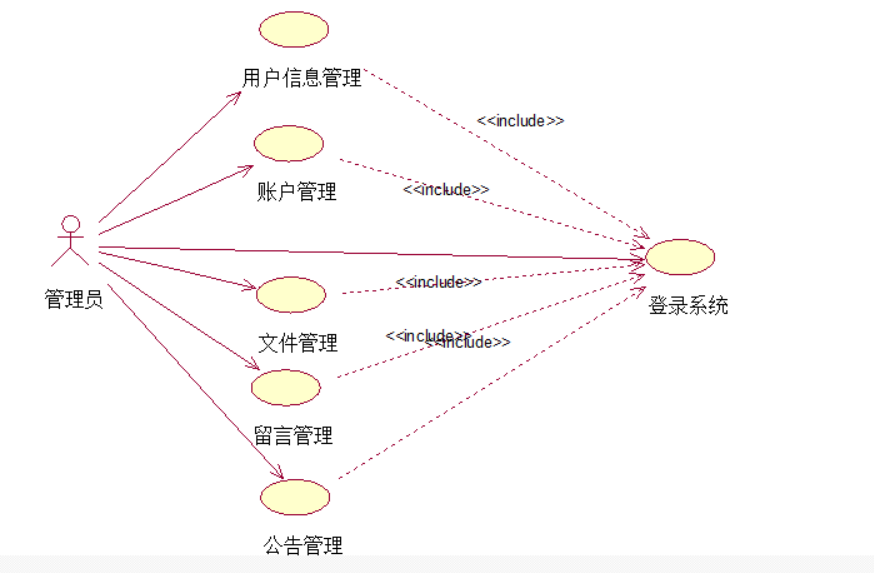 用户信息管理
<<include>>
账户管理
<<include>>
管理员
<<include>>
登录系统
文件管理
<<include>>
<<include>>
留言管理
公告管理